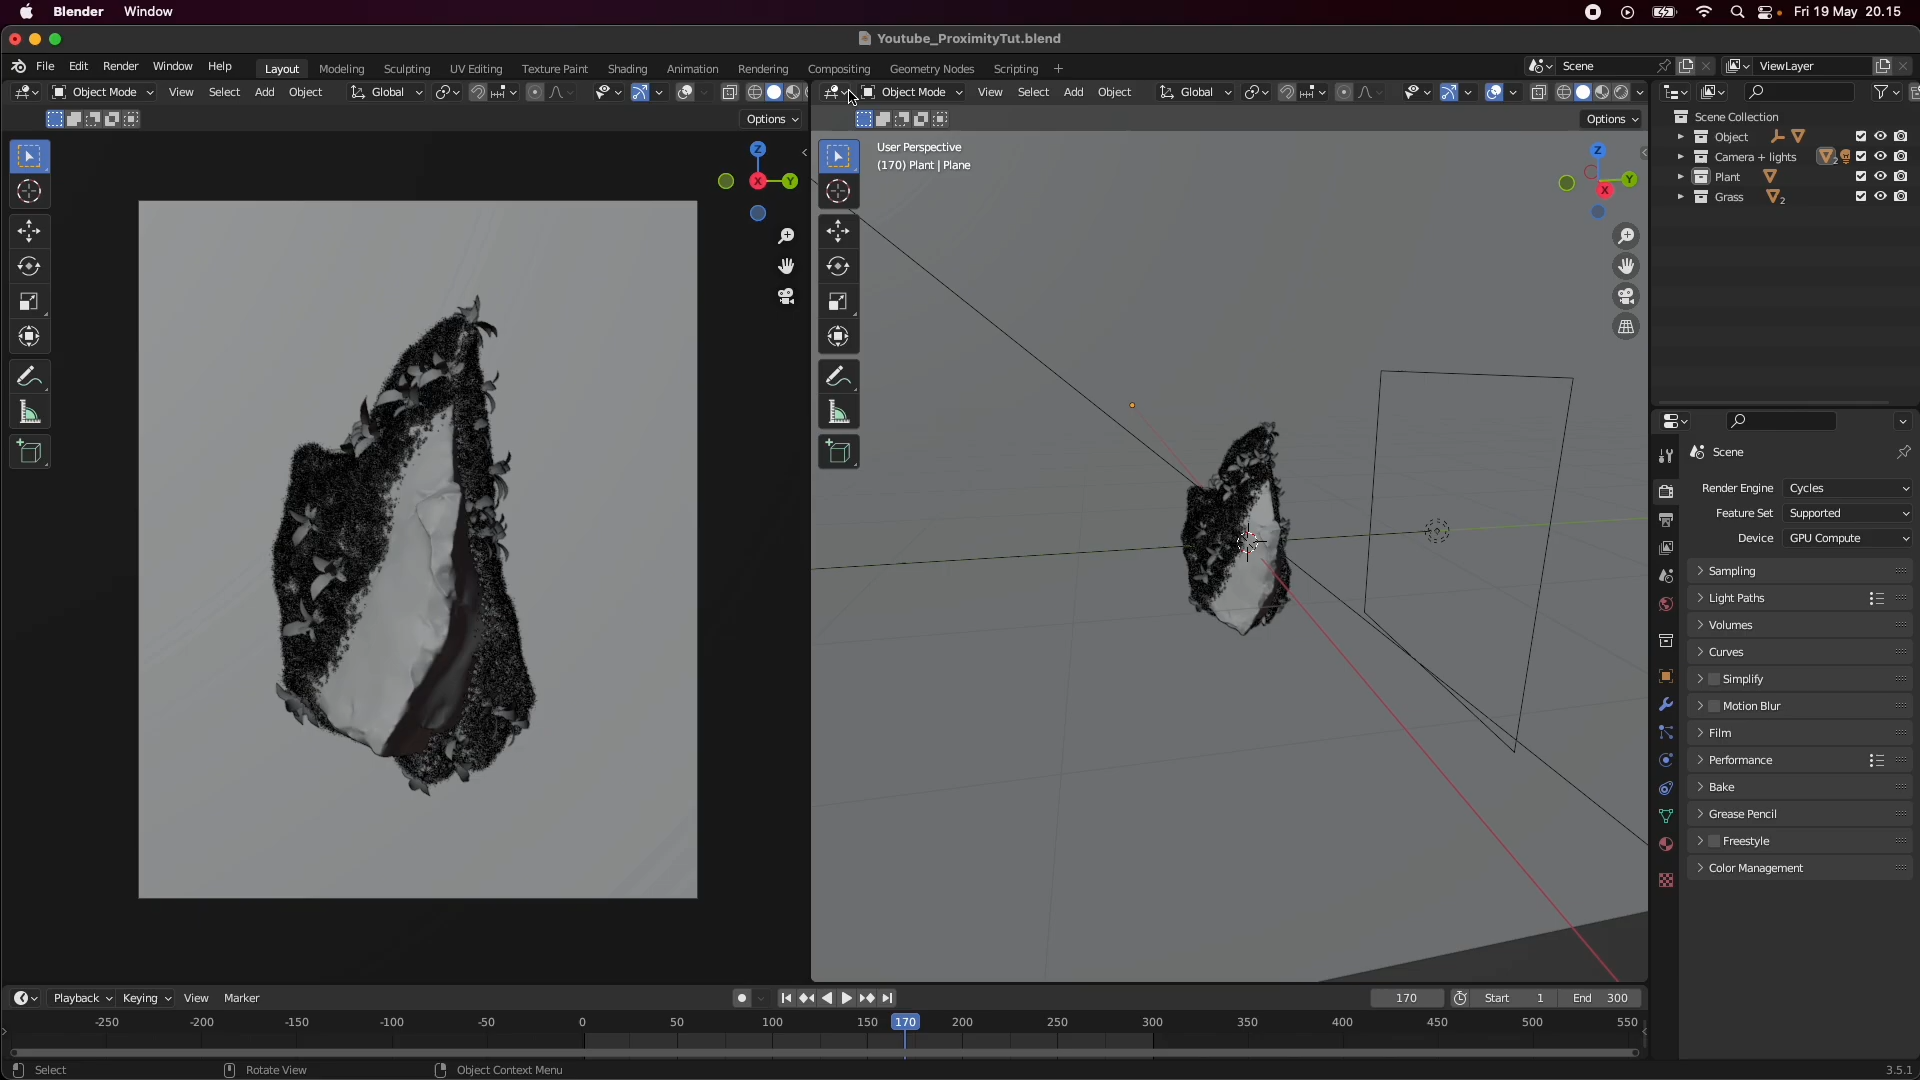 Blender Window Fri 19 May 20.15
Youtube_ProximityTut.blend
File Edit Render Window Help Layout Modeling Sculpting UV Editing Texture Paint Shading Animation Rendering Compositing Geometry Nodes Scripting + Scene ViewLayer
Object Mode View Select Add Object Global
Object Mode View Select Add Object Global
Options
Options
User Perspective
(170) Plant | Plane
Z
X
Y
Z
X
Y
Scene Collection
Object
Camera + lights 2
Plant
Grass 2
Scene
Render Engine Cycles
Feature Set Supported
Device GPU Compute
Sampling
Light Paths
Volumes
Curves
Simplify
Motion Blur
Film
Performance
Bake
Grease Pencil
Freestyle
Color Management
Playback Keying View Marker 170 Start 1 End 300
-250 -200 -150 -100 -50 0 50 100 150 170 200 250 300 350 400 450 500 550
Select Rotate View Object Context Menu 3.5.1